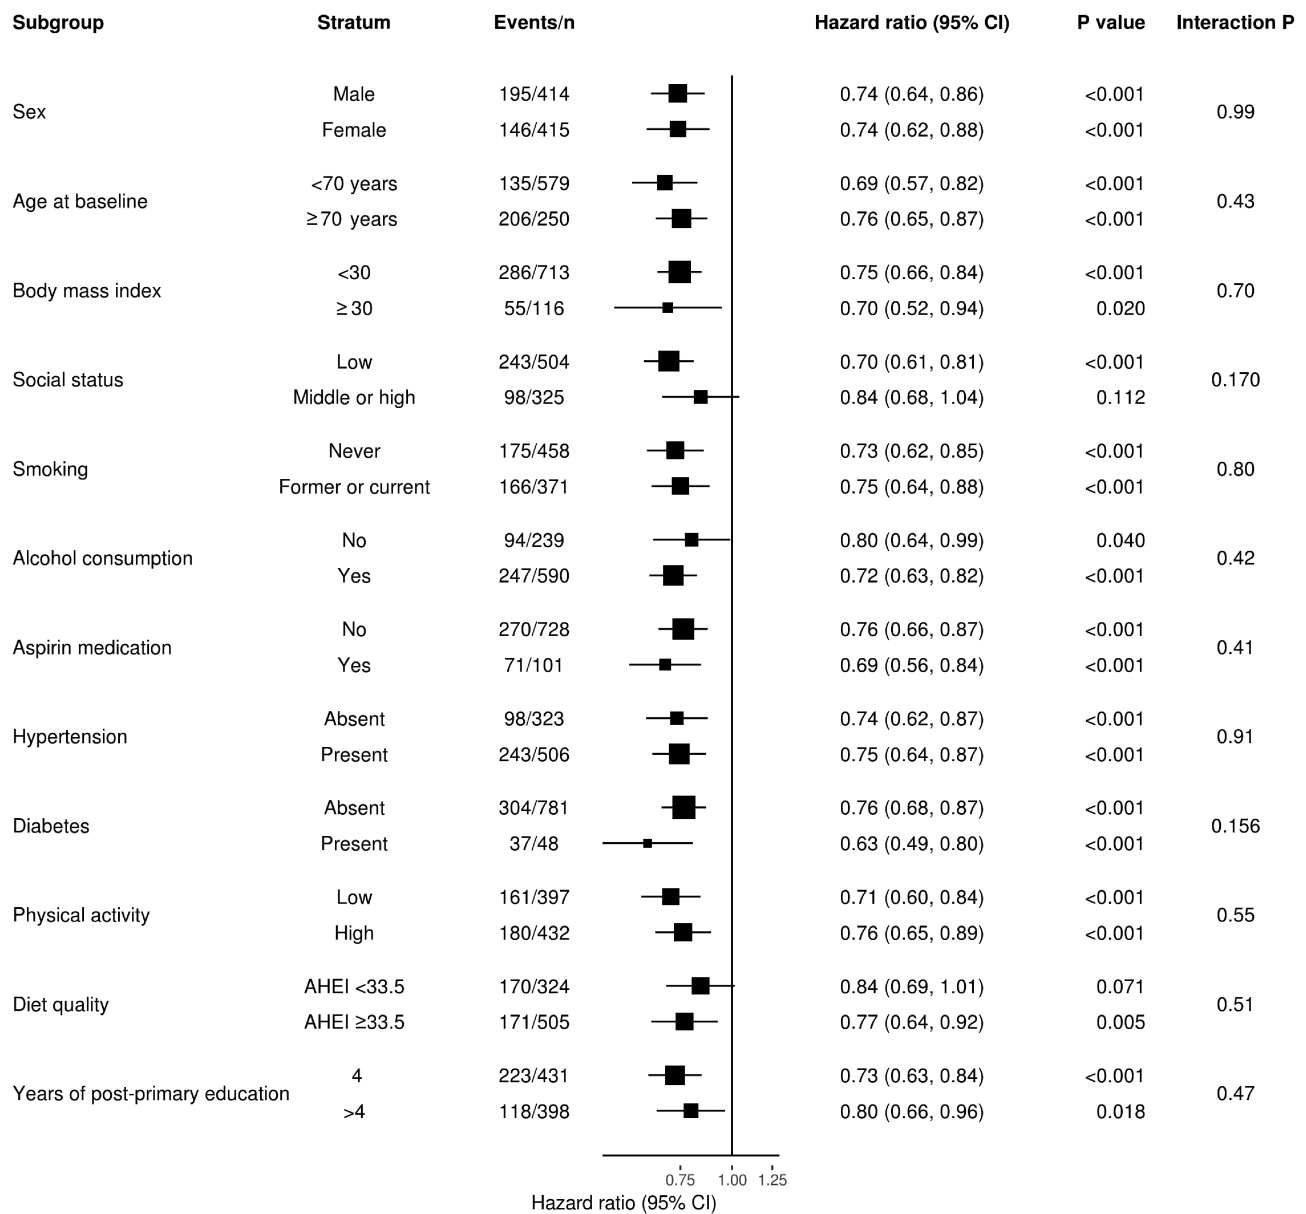 Subgroup Stratum Events/n Hazard ratio (95% CI) P value Interaction P
Male 195/414 0.74 (0.64, 0.86) <0.001
Sex 0.99
Female 146/415 0.74 (0.62, 0.88) <0.001
<70 years 135/579 0.69 (0.57, 0.82) <0.001
Age at baseline 0.43
≥70 years 206/250 0.76 (0.65, 0.87) <0.001
<30 286/713 0.75 (0.66, 0.84) <0.001
Body mass index 0.70
≥30 55/116 0.70 (0.52, 0.94) 0.020
Low 243/504 0.70 (0.61, 0.81) <0.001
Social status 0.170
Middle or high 98/325 0.84 (0.68, 1.04) 0.112
Never 175/458 0.73 (0.62, 0.85) <0.001
Smoking 0.80
Former or current 166/371 0.75 (0.64, 0.88) <0.001
No 94/239 0.80 (0.64, 0.99) 0.040
Alcohol consumption 0.42
Yes 247/590 0.72 (0.63, 0.82) <0.001
No 270/728 0.76 (0.66, 0.87) <0.001
Aspirin medication 0.41
Yes 71/101 0.69 (0.56, 0.84) <0.001
Absent 98/323 0.74 (0.62, 0.87) <0.001
Hypertension 0.91
Present 243/506 0.75 (0.64, 0.87) <0.001
Absent 304/781 0.76 (0.68, 0.87) <0.001
Diabetes 0.156
Present 37/48 0.63 (0.49, 0.80) <0.001
Low 161/397 0.71 (0.60, 0.84) <0.001
Physical activity 0.55
High 180/432 0.76 (0.65, 0.89) <0.001
AHEI <33.5 170/324 0.84 (0.69, 1.01) 0.071
Diet quality 0.51
AHEI ≥33.5 171/505 0.77 (0.64, 0.92) 0.005
4 223/431 0.73 (0.63, 0.84) <0.001
Years of post-primary education 0.47
>4 118/398 0.80 (0.66, 0.96) 0.018
0.75 1.00 1.25
Hazard ratio (95% CI)